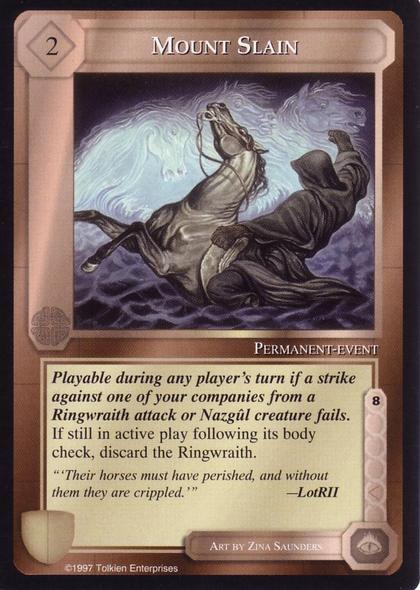 2
MOUNT SLAIN
PERMANENT-EVENT
Playable during any player's turn if a strike
against one of your companies from a
Ringwraith attack or Nazgûl creature fails.
If still in active play following its body
check, discard the Ringwraith.
"'Their horses must have perished, and without
them they are crippled.'"
—LotRII
8
ART BY ZINA SAUNDERS
©1997 Tolkien Enterprises